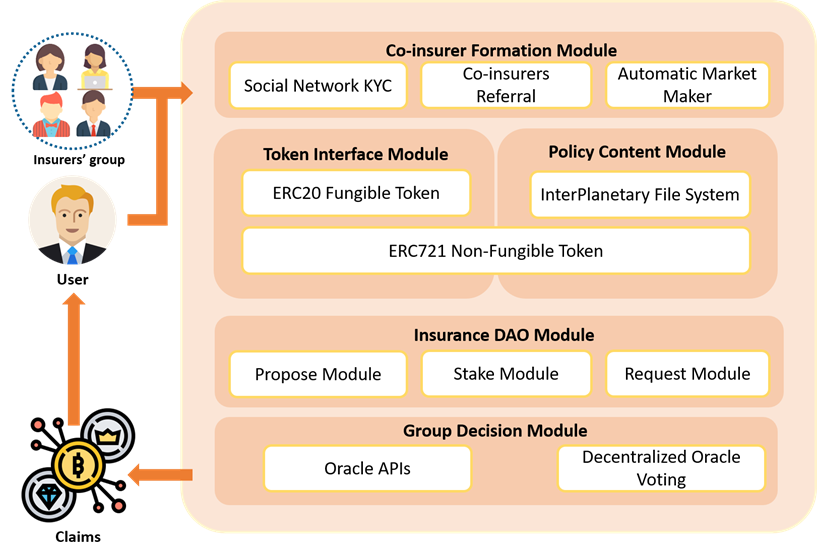 Co-insurer Formation Module
Social Network KYC
Co-insurers
Referral
Automatic Market
Maker
Insurers' group
Token Interface Module
ERC20 Fungible Token
Policy Content Module
InterPlanetary File System
ERC721 Non-Fungible Token
User
Insurance DAO Module
Propose Module
Stake Module
Request Module
Group Decision Module
Oracle APIs
Decentralized Oracle
Voting
Claims